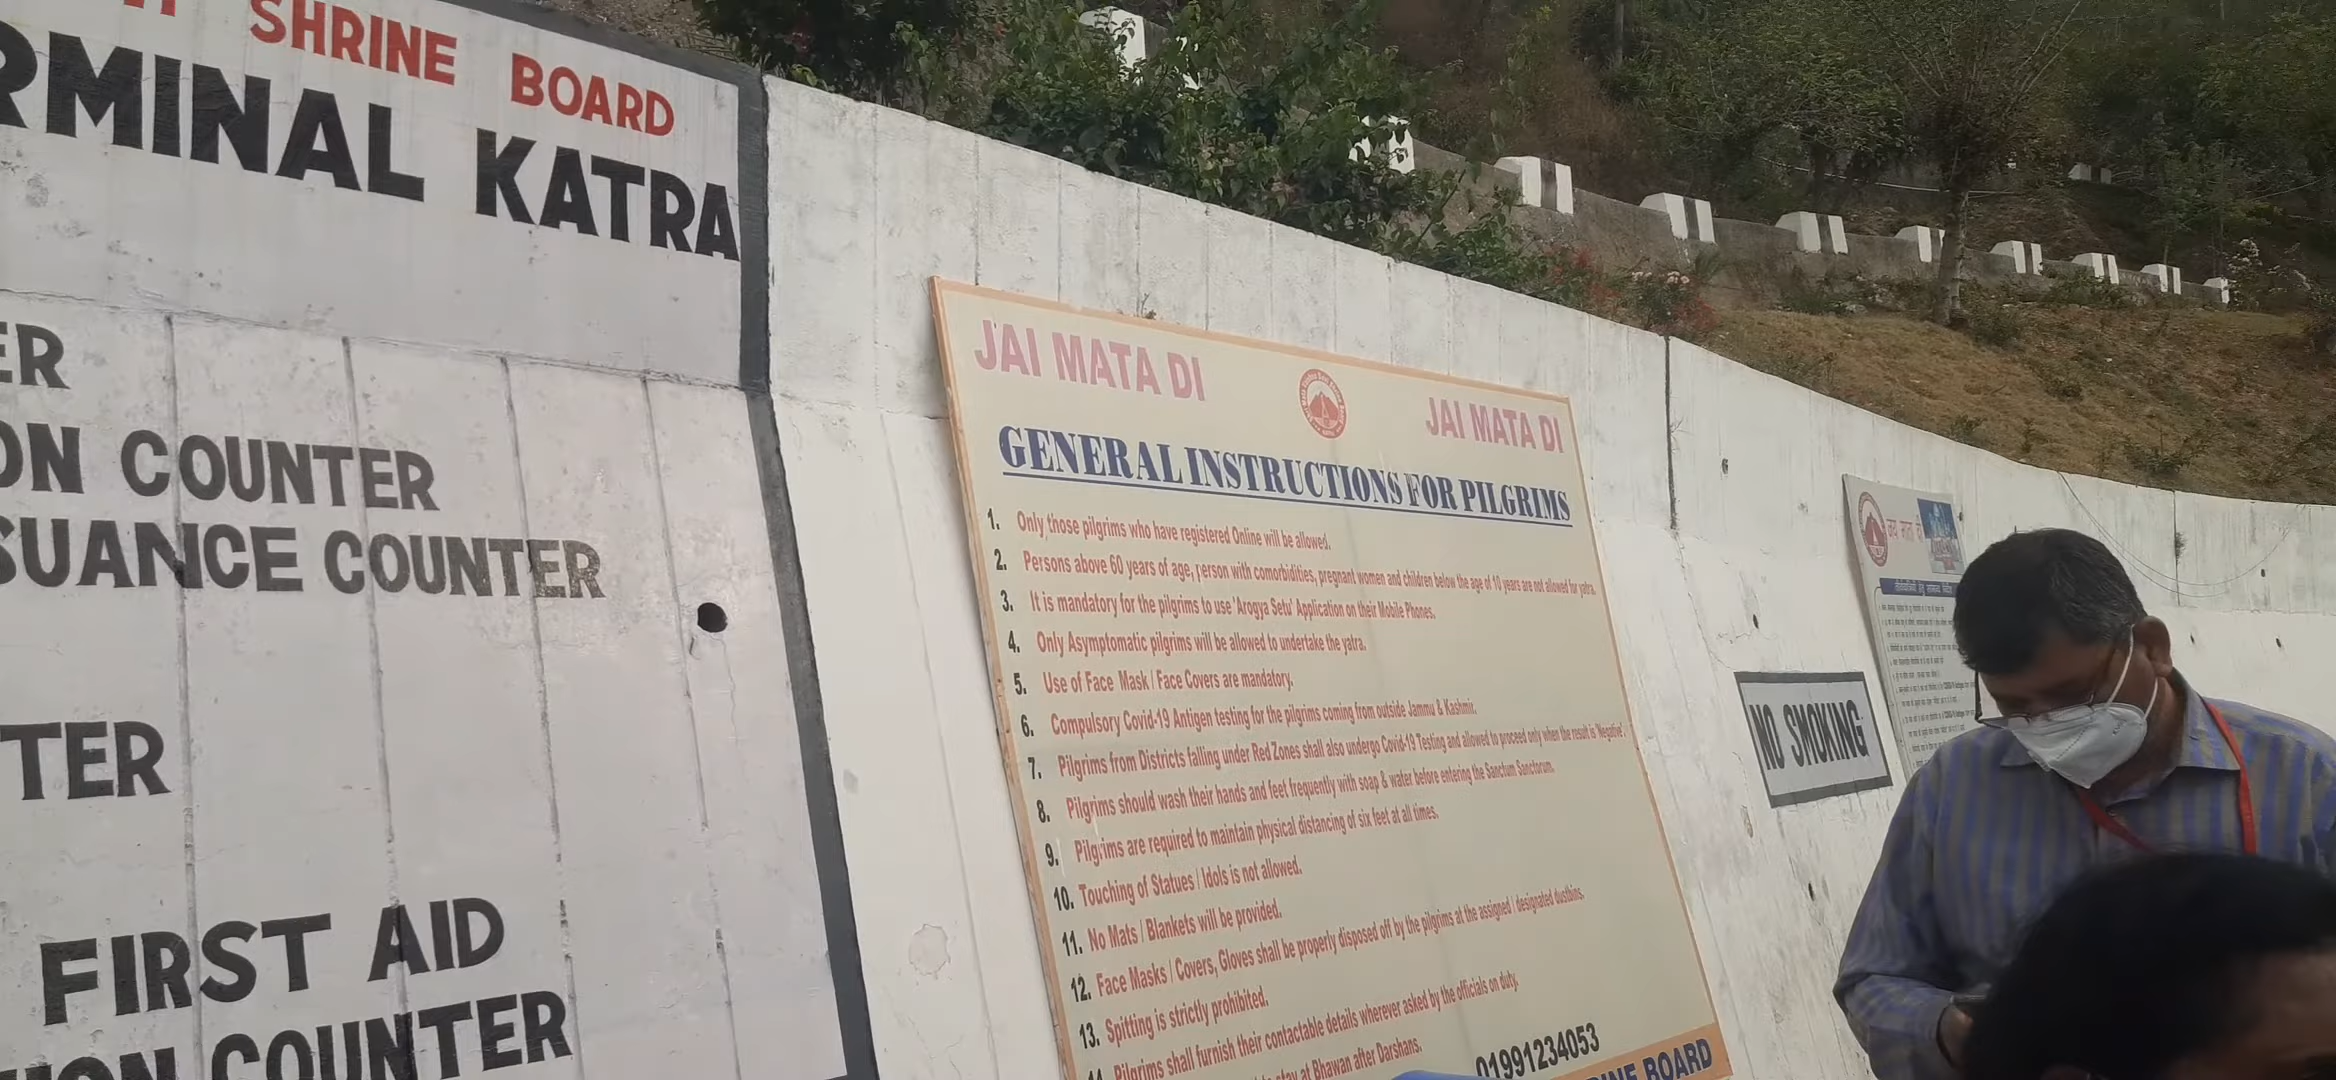 SHRINE BOARD
RMINAL KATRA
ER
ON COUNTER
SUANCE COUNTER
TER
FIRST AID
ION COUNTER
JAI MATA DI
JAI MATA DI
GENERAL INSTRUCTIONS FOR PILGRIMS
1. Only those pilgrims who have registered Online will be allowed.
2. Persons above 60 years of age, person with comorbidities, pregnant women and children below the age of 10 years are not allowed for yatra.
3. It is mandatory for the pilgrims to use 'Arogya Setu' Application on their Mobile Phones.
4. Only Asymptomatic pilgrims will be allowed to undertake the yatra.
5. Use of Face Mask / Face Covers are mandatory.
6. Compulsory Covid-19 Antigen testing for the pilgrims coming from outside Jammu & Kashmir.
7. Pilgrims from Districts falling under Red Zones shall also undergo Covid-19 Testing and allowed to proceed only when the result is 'Negative'.
8. Pilgrims should wash their hands and feet frequently with soap & water before entering the Sanctum Sanctorum.
9. Pilgrims are required to maintain physical distancing of six feet at all times.
10. Touching of Statues / Idols is not allowed.
11. No Mats / Blankets will be provided.
12. Face Masks / Covers, Gloves shall be properly disposed off by the pilgrims at the assigned / designated dustbins.
13. Spitting is strictly prohibited.
14. Pilgrims shall furnish their contactable details wherever asked by the officials on duty.
to stay at Bhawan after Darshans.
01991234053
RINE BOARD
NO SMOKING
जय माता दी